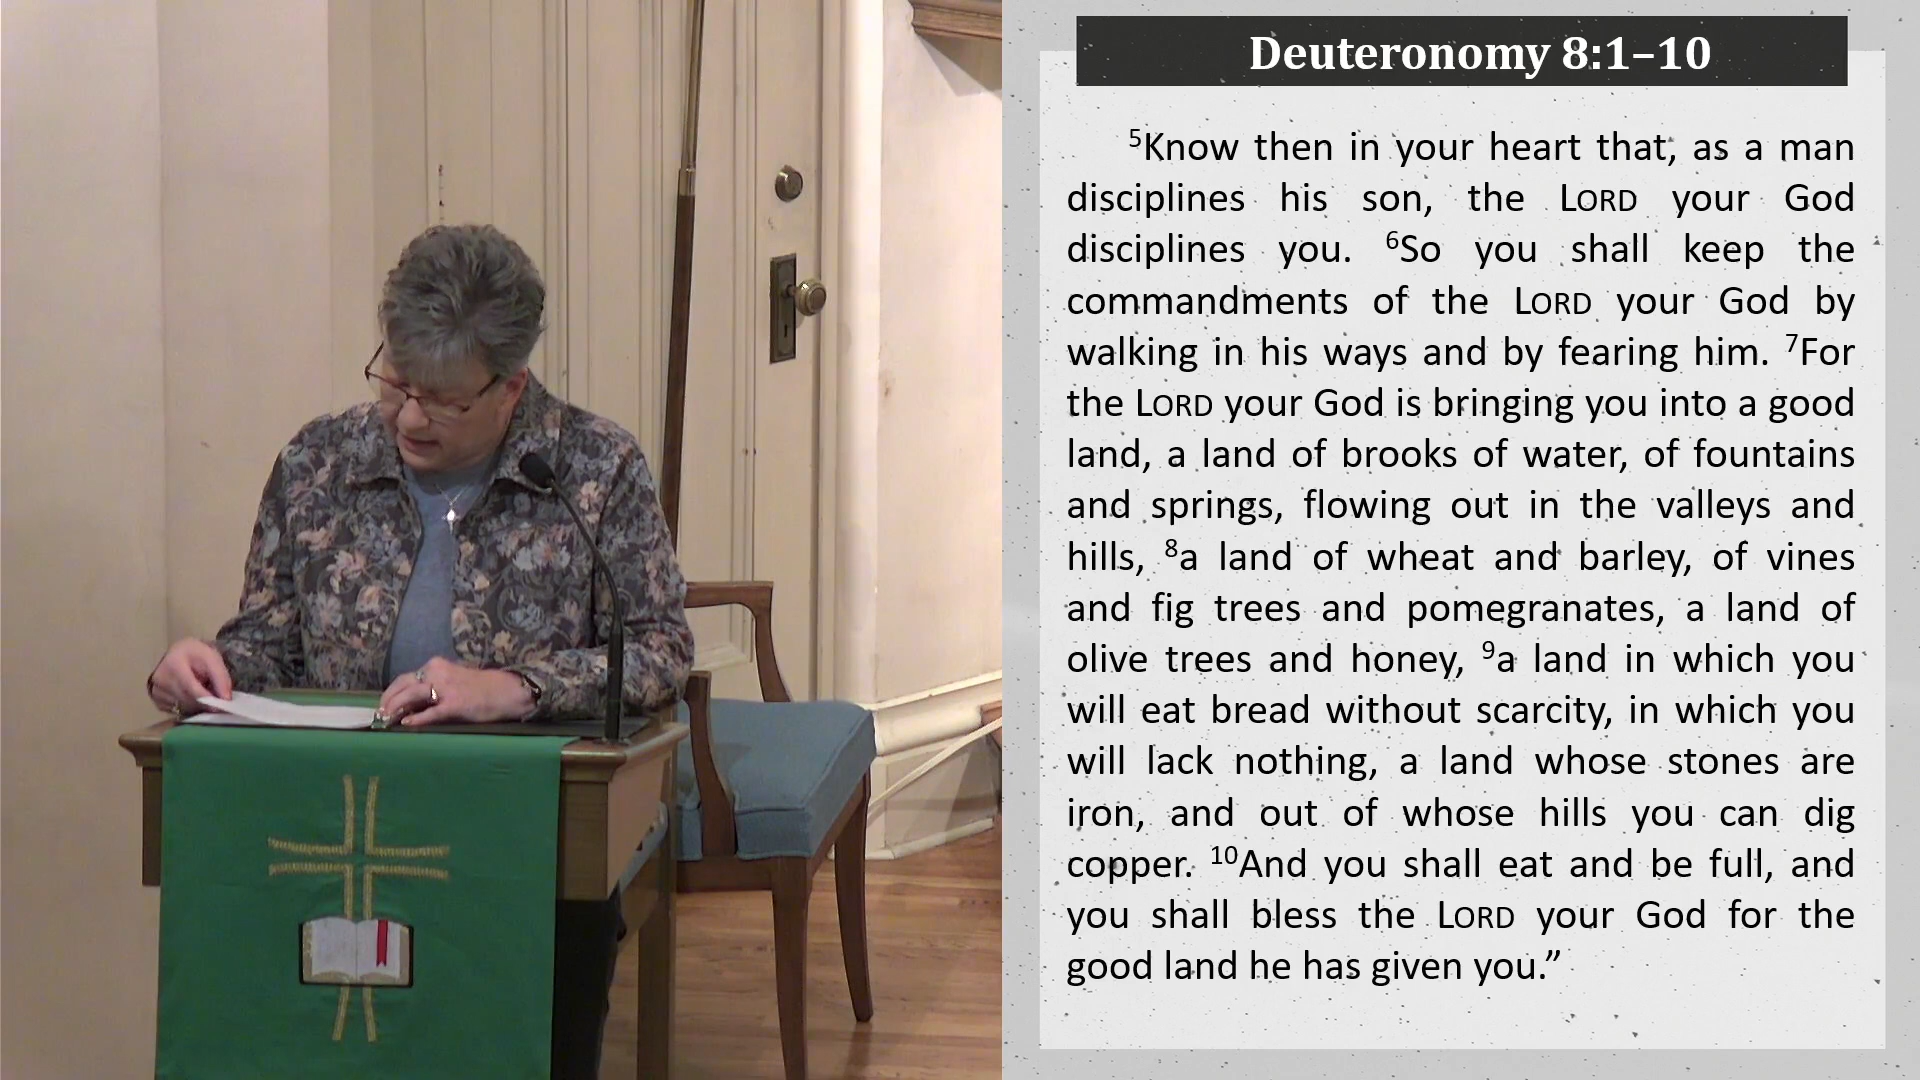 Deuteronomy 8:1–10
⁵Know then in your heart that, as a man
disciplines his son, the LORD your God
disciplines you. ⁶So you shall keep the
commandments of the LORD your God by
walking in his ways and by fearing him. ⁷For
the LORD your God is bringing you into a good
land, a land of brooks of water, of fountains
and springs, flowing out in the valleys and
hills, ⁸a land of wheat and barley, of vines
and fig trees and pomegranates, a land of
olive trees and honey, ⁹a land in which you
will eat bread without scarcity, in which you
will lack nothing, a land whose stones are
iron, and out of whose hills you can dig
copper. ¹⁰And you shall eat and be full, and
you shall bless the LORD your God for the
good land he has given you.”